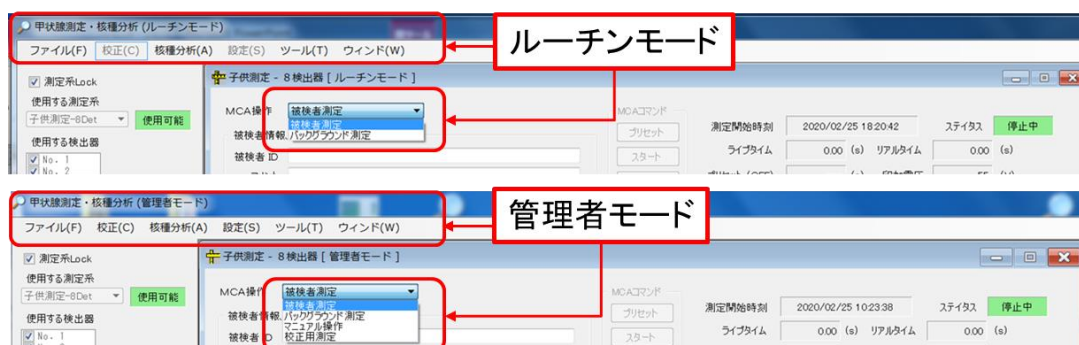 甲状腺測定・核種分析 (ルーチンモード)
ファイル(F) 校正(C) 核種分析(A) 設定(S) ツール(T) ウィンド(W)
ルーチンモード
測定系Lock
使用する測定系
子供測定-8Det 使用可能
使用する検出器
No. 1
No. 2
子供測定 - 8検出器 [ ルーチンモード ]
MCA操作 被検者測定
被検者測定
被検者情報 バックグラウンド測定
被検者 ID
MCAコマンド
プリセット
スタート
測定開始時刻 2020/02/25 18:20:42 ステイタス 停止中
ライブタイム 0.00 (s) リアルタイム 0.00 (s)
甲状腺測定・核種分析 (管理者モード)
ファイル(F) 校正(C) 核種分析(A) 設定(S) ツール(T) ウィンド(W)
管理者モード
測定系Lock
使用する測定系
子供測定-8Det 使用可能
使用する検出器
No. 1
子供測定 - 8検出器 [ 管理者モード ]
MCA操作 被検者測定
被検者測定
被検者情報 バックグラウンド測定
マニュアル操作
被検者 ID 校正用測定
MCAコマンド
プリセット
スタート
測定開始時刻 2020/02/25 10:23:38 ステイタス 停止中
ライブタイム 0.00 (s) リアルタイム 0.00 (s)